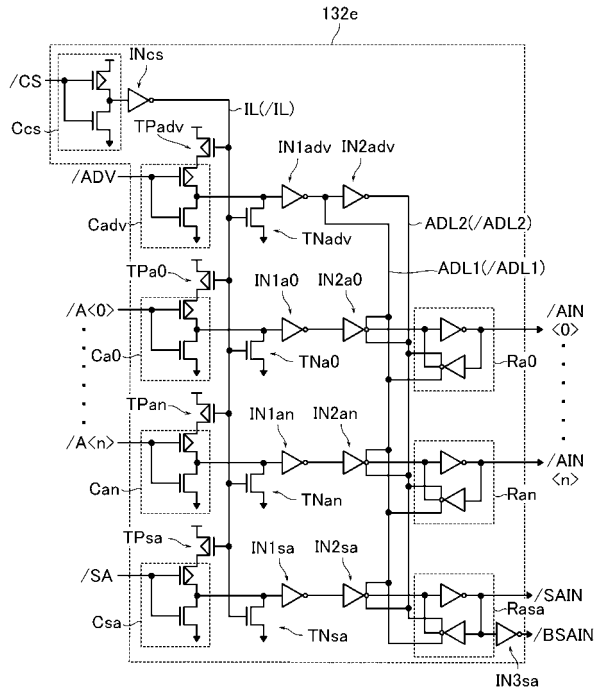 132e
INcs
/CS
IL(/IL)
Ccs
TPadv
IN1adv IN2adv
/ADV
ADL2(/ADL2)
Cadv
TNadv
ADL1(/ADL1)
TPa0
IN1a0 IN2a0
/AIN
<0>
/A<0>
Ca0
TNa0
Ra0
TPan
IN1an IN2an
/A<n>
/AIN
<n>
Can
TNan
Ran
TPsa
IN1sa IN2sa
/SA
/SAIN
Csa
Rasa
TNsa
/BSAIN
IN3sa